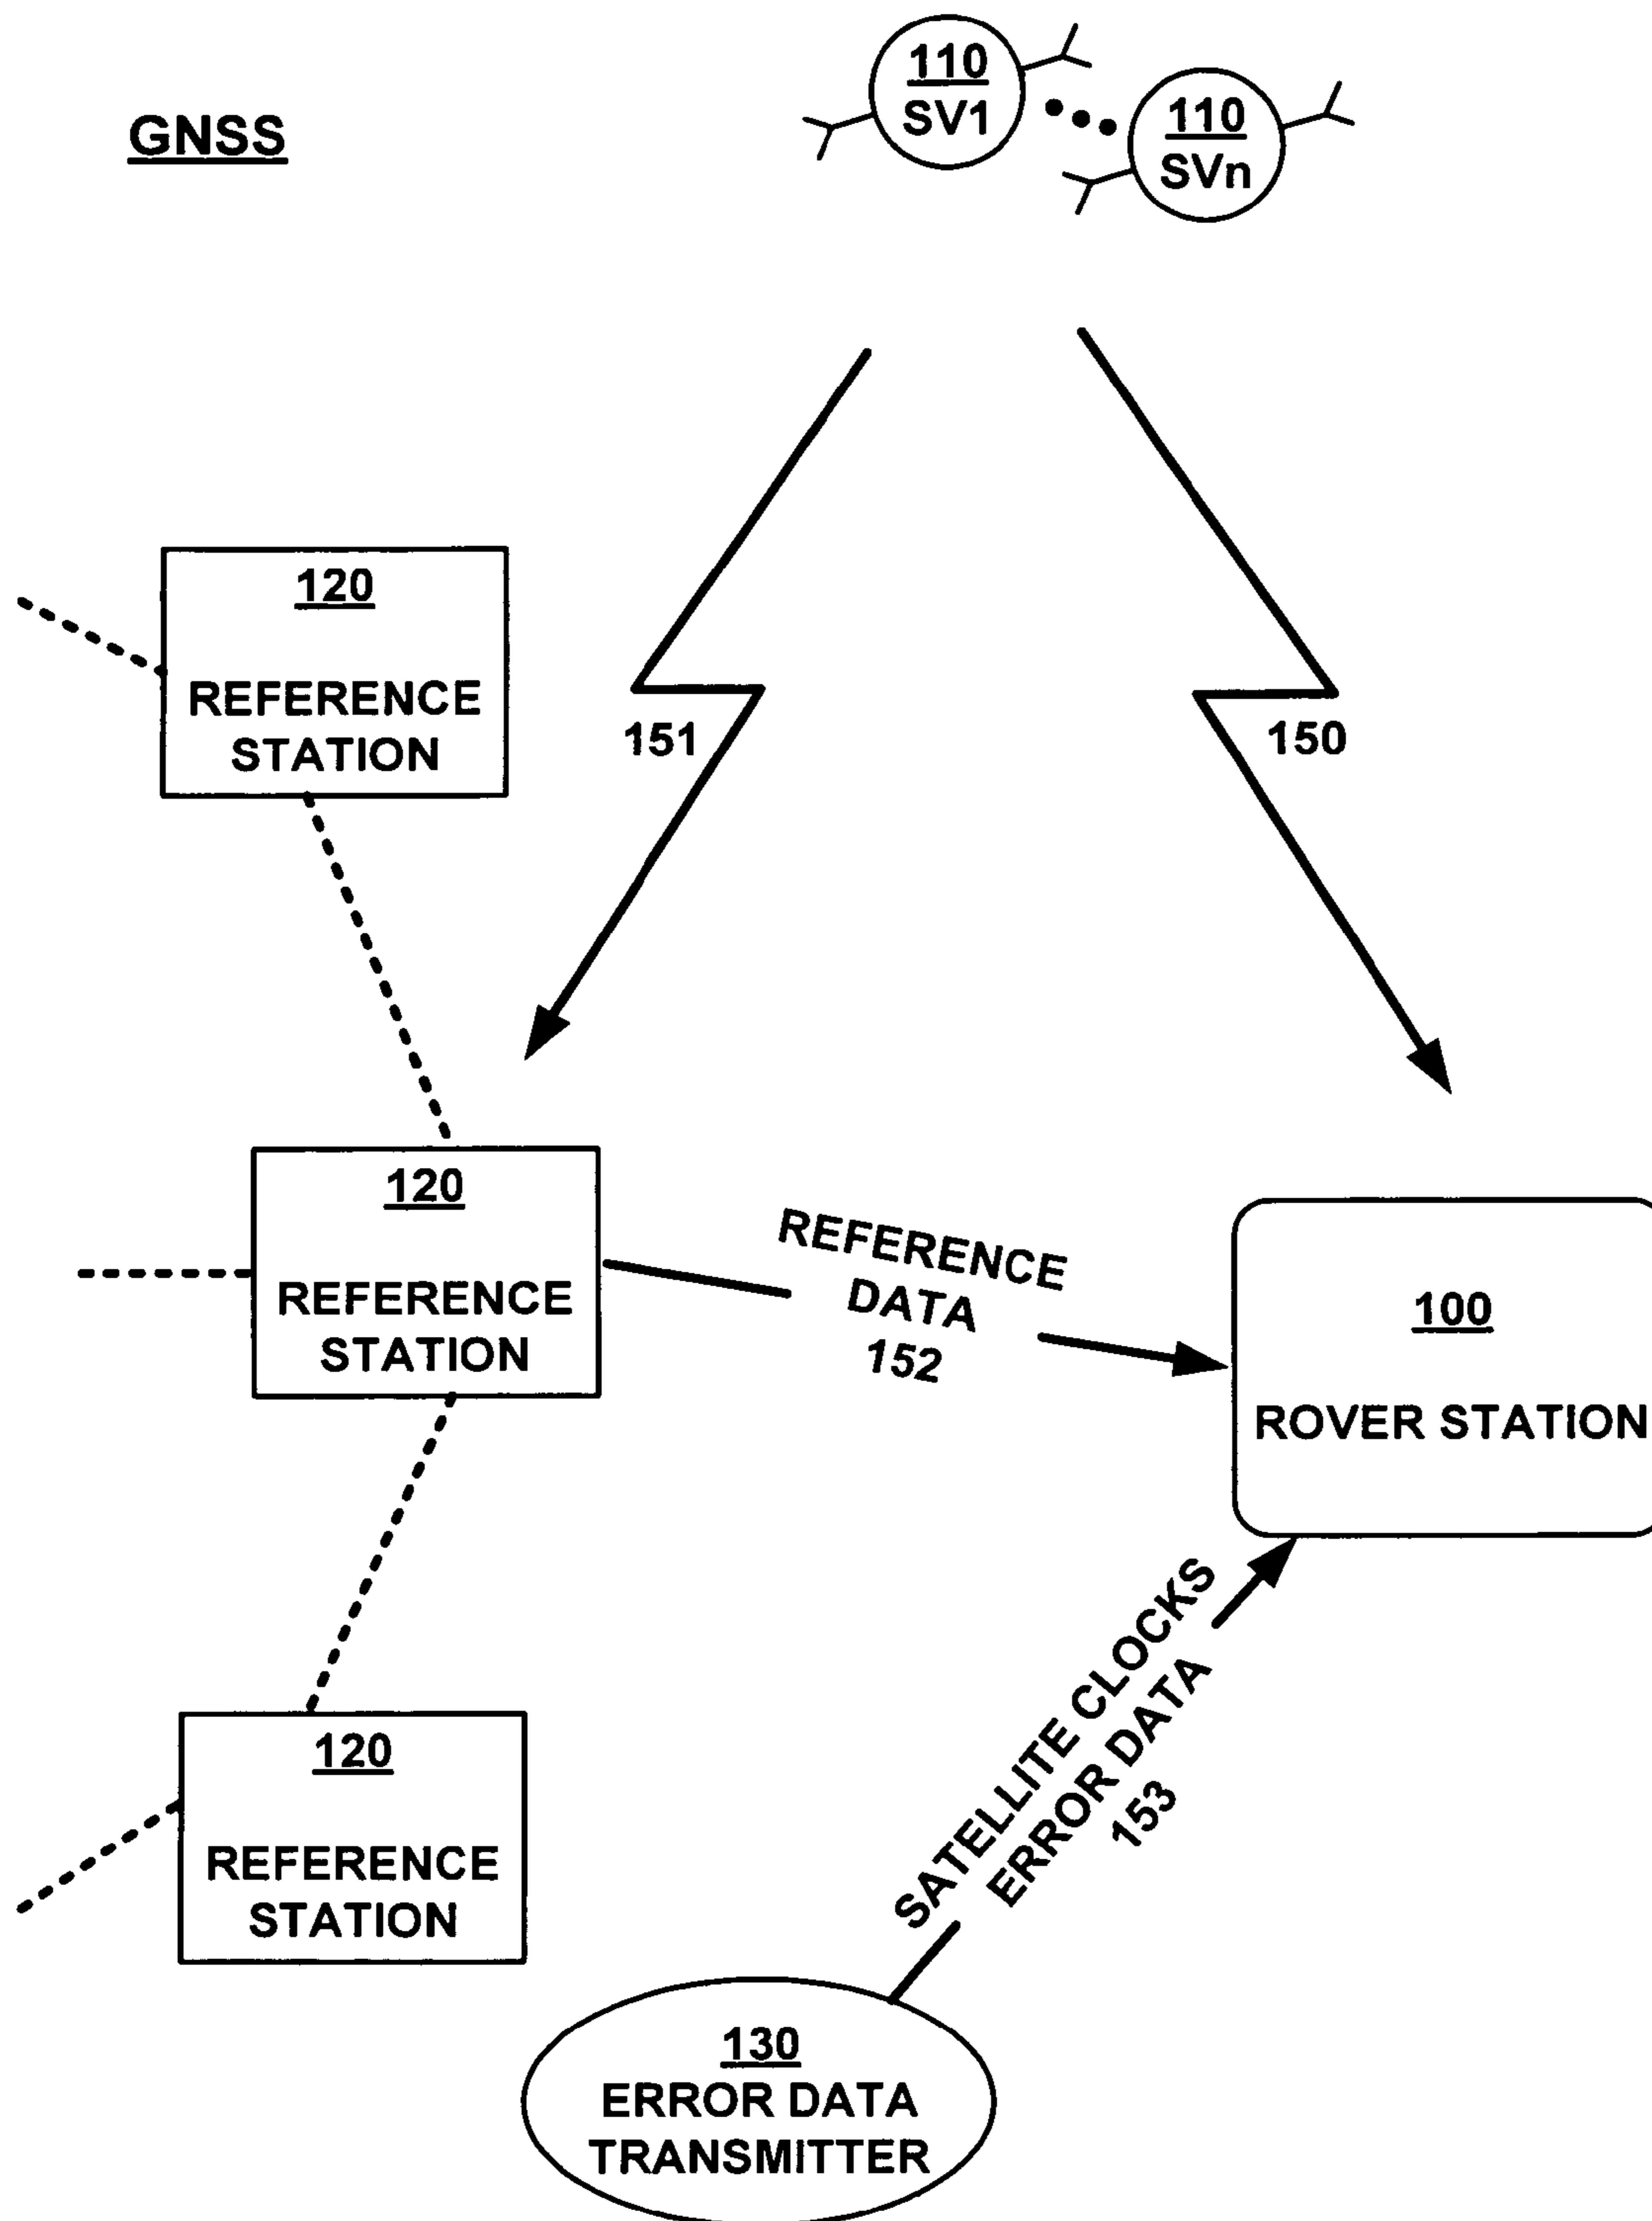 GNSS
110
SV1
110
SVn
120
REFERENCE
STATION
151
150
120
REFERENCE
STATION
REFERENCE
DATA
152
100
ROVER STATION
120
REFERENCE
STATION
SATELLITE CLOCKS
ERROR DATA
153
130
ERROR DATA
TRANSMITTER